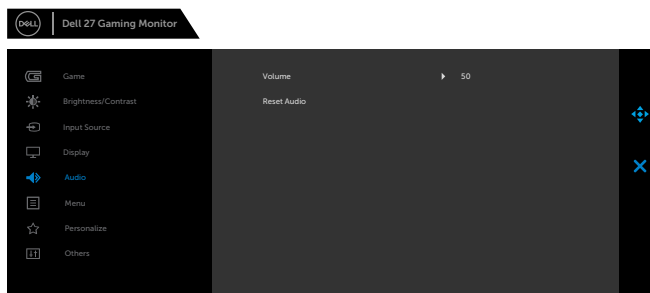 DELL
Dell 27 Gaming Monitor
Game
Volume 50
Brightness/Contrast
Reset Audio
Input Source
Display
Audio
Menu
Personalize
Others